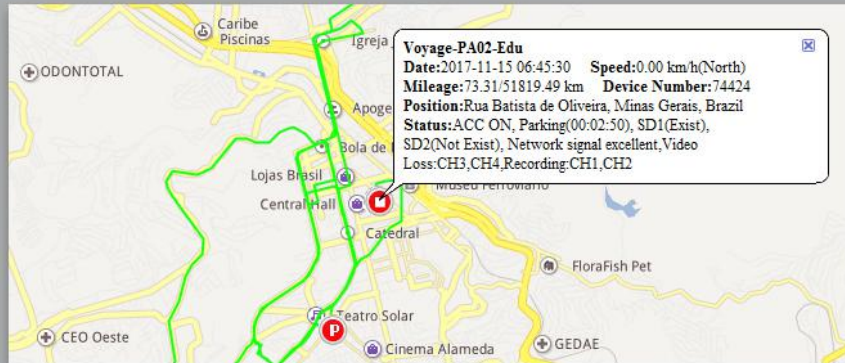 Caribe
Piscinas
Igreja
ODONTOTAL
Voyage-PA02-Edu
Date:2017-11-15 06:45:30 Speed:0.00 km/h(North)
Mileage:73.31/51819.49 km Device Number:74424
Position:Rua Batista de Oliveira, Minas Gerais, Brazil
Status:ACC ON, Parking(00:02:50), SD1(Exist),
SD2(Not Exist), Network signal excellent,Video
Loss:CH3,CH4,Recording:CH1,CH2
Apoge
Bola de
Lojas Brasil
Museu Ferroviano
Central Hall
Catedral
FloraFish Pet
Teatro Solar
P
CEO Oeste
Cinema Alameda
GEDAE